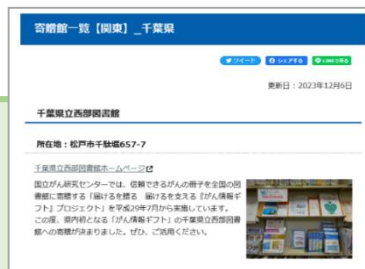 寄贈館一覧【関東】_千葉県
ツイート シェアする LINEで送る
更新日：2023年12月6日
千葉県立西部図書館
所在地：松戸市千駄堀657-7
千葉県立西部図書館ホームページ
国立がん研究センターでは、信頼できるがんの冊子を全国の図
書館に寄贈する「届けるを贈る 届けるを支える『がん情報ギ
フト』プロジェクト」を平成29年7月から実施しています。
この度、県内初となる「がん情報ギフト」の千葉県立西部図書
館への寄贈が決まりました。ぜひ、ご活用ください。